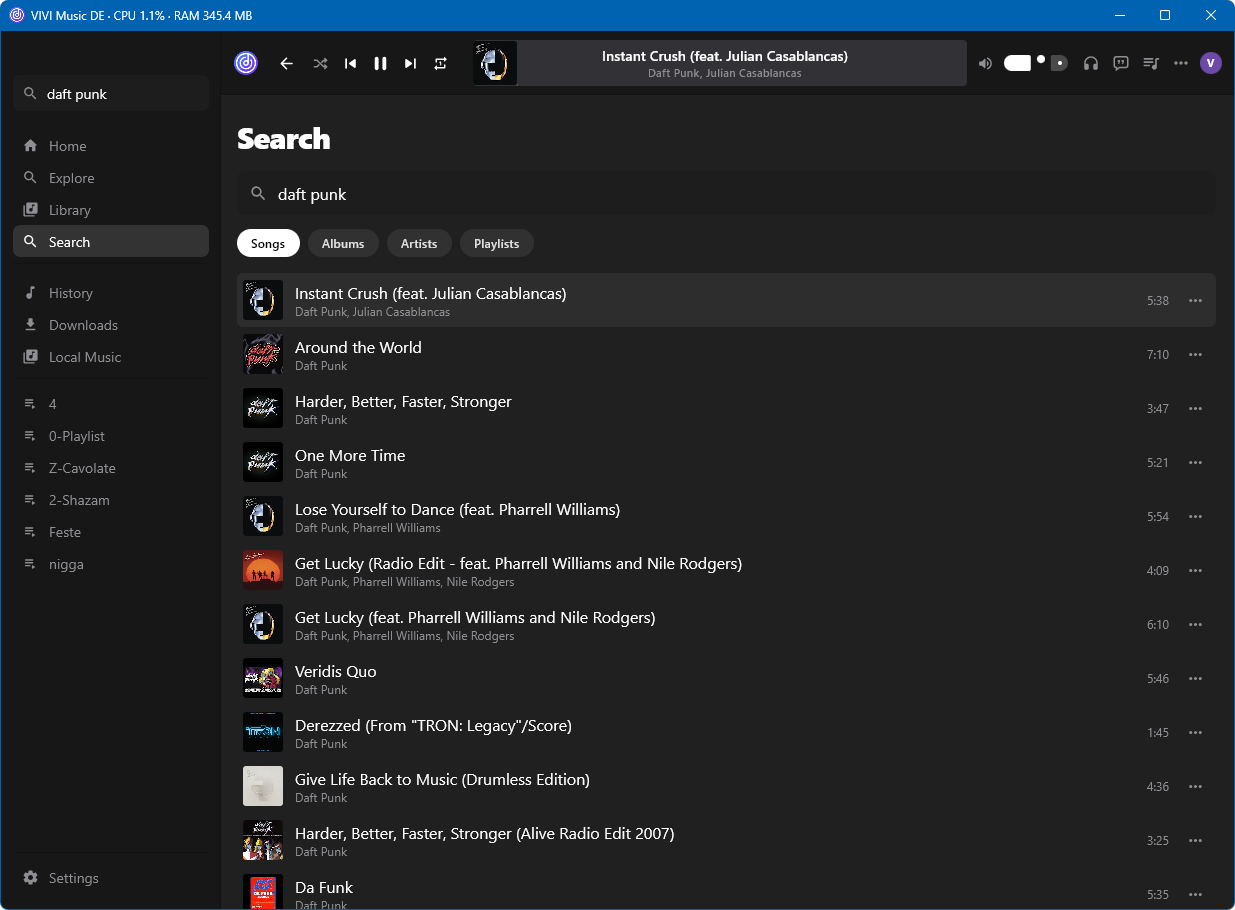 VIVI Music DE · CPU 1.1% · RAM 345.4 MB
daft punk
Home
Explore
Library
Search
History
Downloads
Local Music
4
0-Playlist
Z-Cavolate
2-Shazam
Feste
nigga
Settings
Instant Crush (feat. Julian Casablancas)
Daft Punk, Julian Casablancas
V
Search
daft punk
Songs Albums Artists Playlists
Instant Crush (feat. Julian Casablancas)
Daft Punk, Julian Casablancas
5:38
Around the World
Daft Punk
7:10
Harder, Better, Faster, Stronger
Daft Punk
3:47
One More Time
Daft Punk
5:21
Lose Yourself to Dance (feat. Pharrell Williams)
Daft Punk, Pharrell Williams
5:54
Get Lucky (Radio Edit - feat. Pharrell Williams and Nile Rodgers)
Daft Punk, Pharrell Williams, Nile Rodgers
4:09
Get Lucky (feat. Pharrell Williams and Nile Rodgers)
Daft Punk, Pharrell Williams, Nile Rodgers
6:10
Veridis Quo
Daft Punk
5:46
Derezzed (From "TRON: Legacy"/Score)
Daft Punk
1:45
Give Life Back to Music (Drumless Edition)
Daft Punk
4:36
Harder, Better, Faster, Stronger (Alive Radio Edit 2007)
Daft Punk
3:25
Da Funk
Daft Punk
5:35